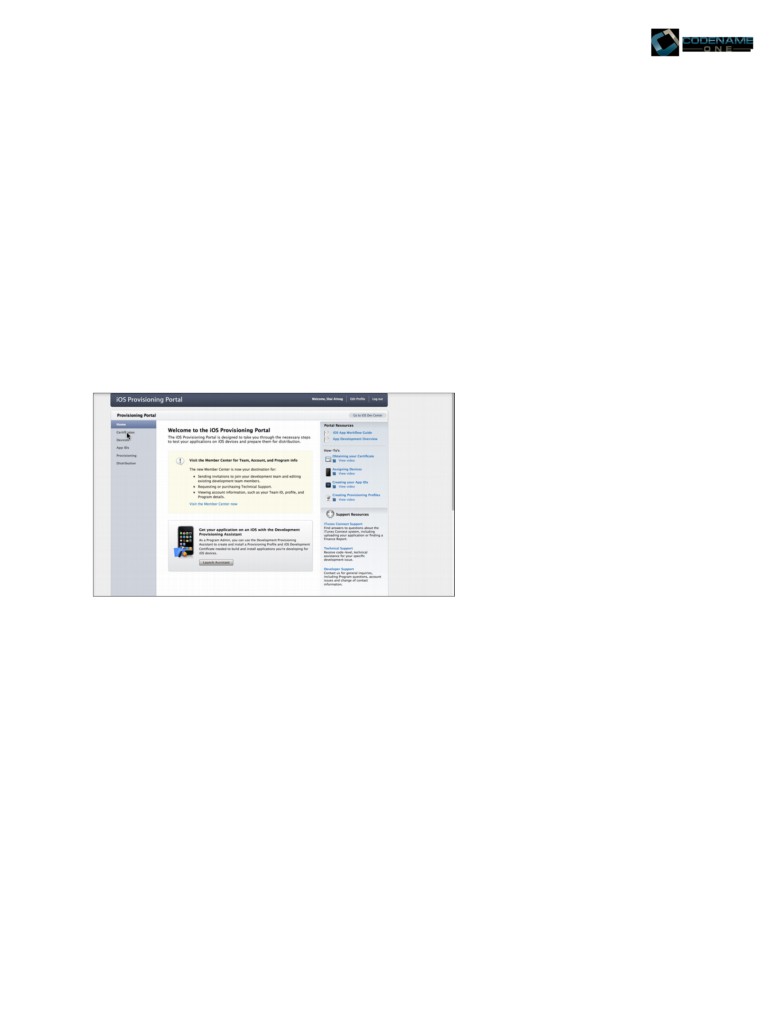 CODENAME
ONE
iOS Provisioning Portal
Welcome, Edit Profile Log out
Provisioning Portal
Go to iOS Dev Center
Home
Certificates
Devices
App IDs
Provisioning
Distribution
Welcome to the iOS Provisioning Portal
The iOS Provisioning Portal is designed to take you through the necessary steps
to test your applications on iOS devices and prepare them for distribution.
Visit the Member Center for Team, Account, and Program info
The new Member Center is now your destination for:
• Sending invitations to join your development team and editing
existing development team members.
• Requesting or purchasing Technical Support.
• Viewing account information, such as your Team ID, profile, and
Program details.
Visit the Member Center now
Get your application on an iOS with the Development
Provisioning Assistant
As a Program Admin, you can use the Development Provisioning
Assistant to create and install a Provisioning Profile and iOS Development
Certificate needed to build and install applications you're developing for
iOS devices.
Launch Assistant
Portal Resources
iOS App Workflow Guide
App Development Overview
How-To's
Obtaining your Certificate
View video
Assigning Devices
View video
Creating your App IDs
View video
Creating Provisioning Profiles
View video
Support Resources
iTunes Connect Support
Find answers to questions about the
iTunes Connect system, including
uploading your application or finding a
Finance Report.
Technical Support
Receive code-level, technical
assistance for your specific
development issue.
Developer Support
Contact us for general inquiries,
including Program questions, account
issues and change of contact
information.